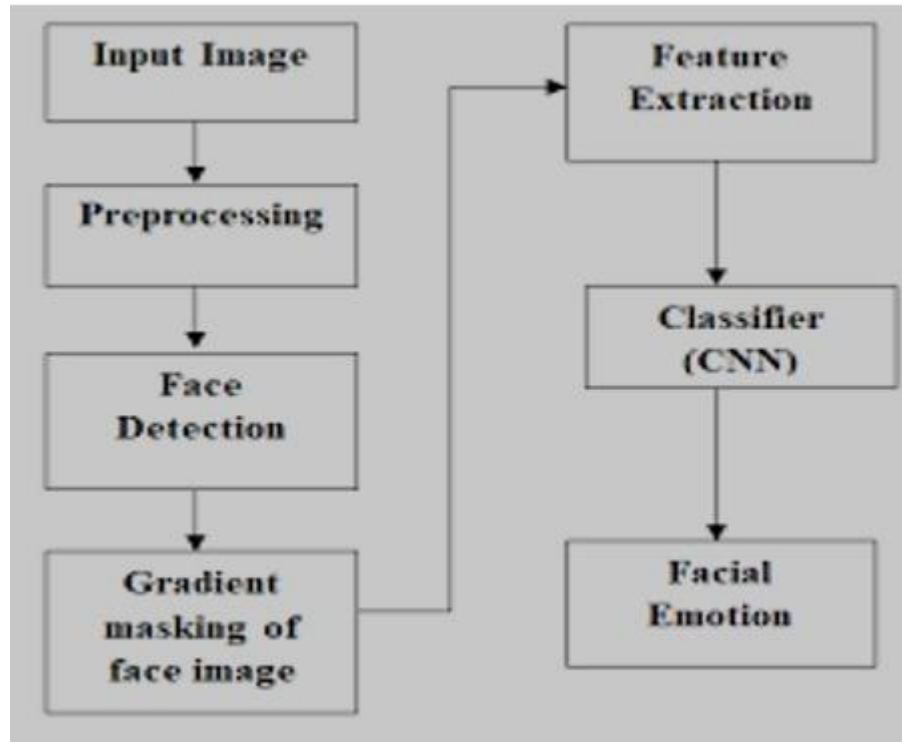 Input Image
Preprocessing
Face
Detection
Gradient
masking of
face image
Feature
Extraction
Classifier
(CNN)
Facial
Emotion